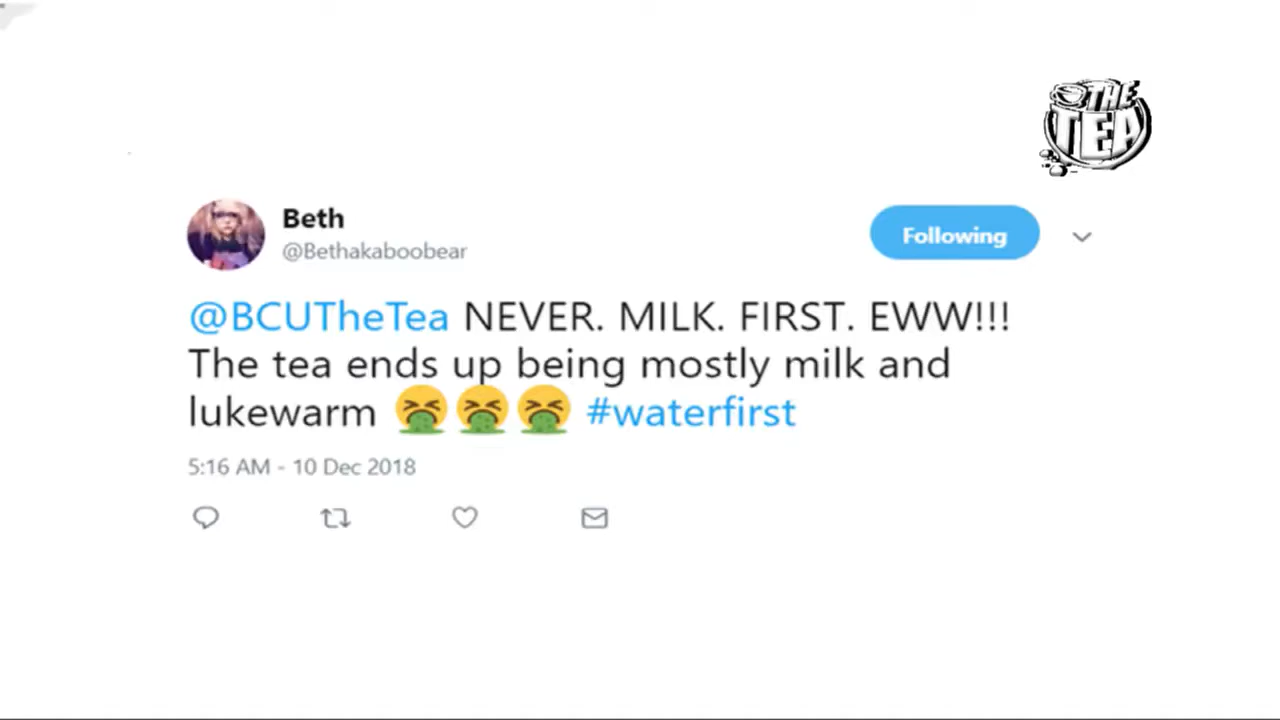 THE
TEA
Beth
@Bethakaboobear
Following
@BCUTheTea NEVER. MILK. FIRST. EWW!!!
The tea ends up being mostly milk and
lukewarm 🤮🤮🤮 #waterfirst
5:16 AM - 10 Dec 2018